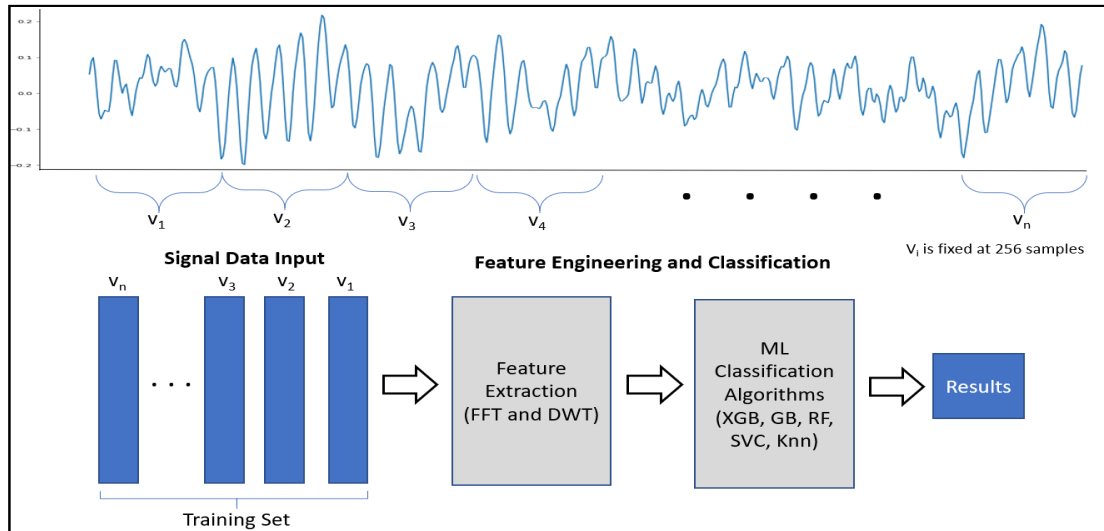 0.2
0.1
0.0
−0.1
−0.2
v1
v2
v3
v4
vn
Vi is fixed at 256 samples
Signal Data Input
Feature Engineering and Classification
vn
v3
v2
v1
Feature
Extraction
(FFT and DWT)
ML
Classification
Algorithms
(XGB, GB, RF,
SVC, Knn)
Results
Training Set